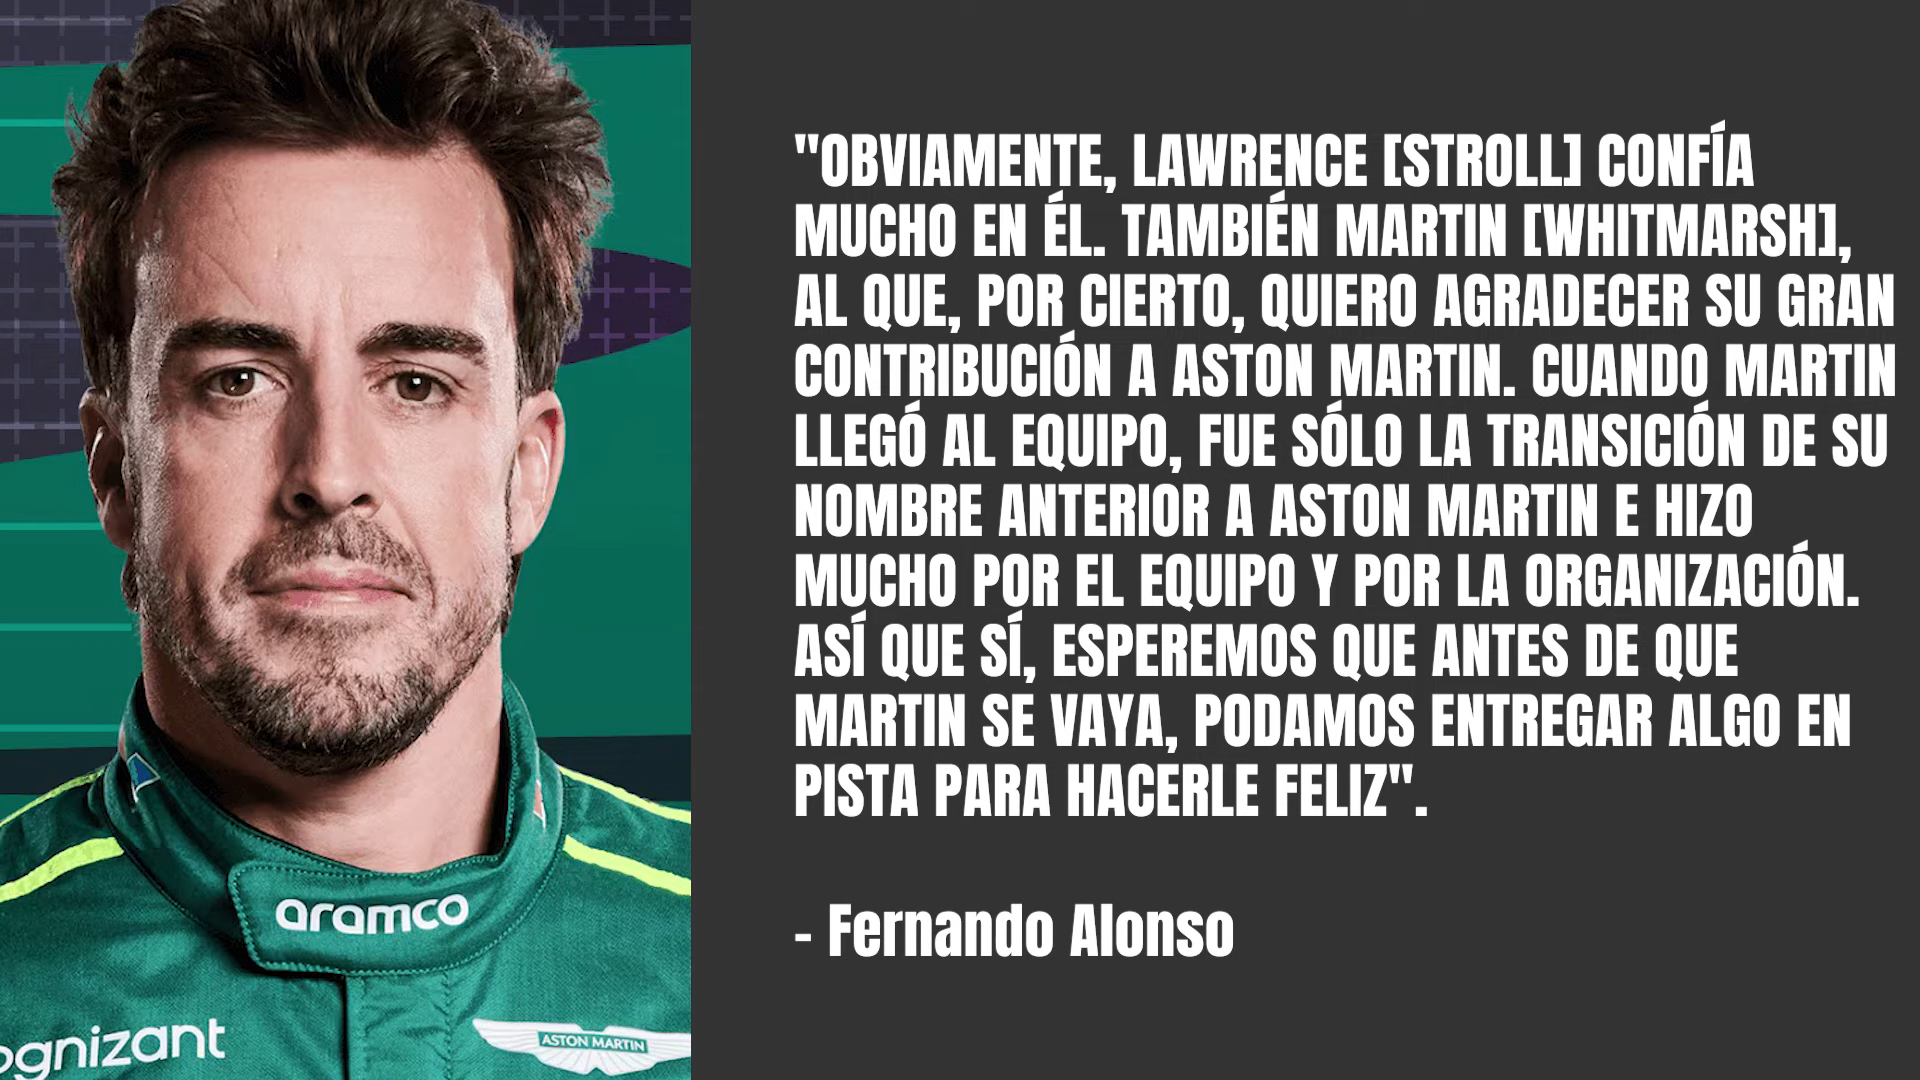 "OBVIAMENTE, LAWRENCE [STROLL] CONFÍA
MUCHO EN ÉL. TAMBIÉN MARTIN [WHITMARSH],
AL QUE, POR CIERTO, QUIERO AGRADECER SU GRAN
CONTRIBUCIÓN A ASTON MARTIN. CUANDO MARTIN
LLEGÓ AL EQUIPO, FUE SÓLO LA TRANSICIÓN DE SU
NOMBRE ANTERIOR A ASTON MARTIN E HIZO
MUCHO POR EL EQUIPO Y POR LA ORGANIZACIÓN.
ASÍ QUE SÍ, ESPEREMOS QUE ANTES DE QUE
MARTIN SE VAYA, PODAMOS ENTREGAR ALGO EN
PISTA PARA HACERLE FELIZ".
- Fernando Alonso
aramco
ognizant
ASTON MARTIN